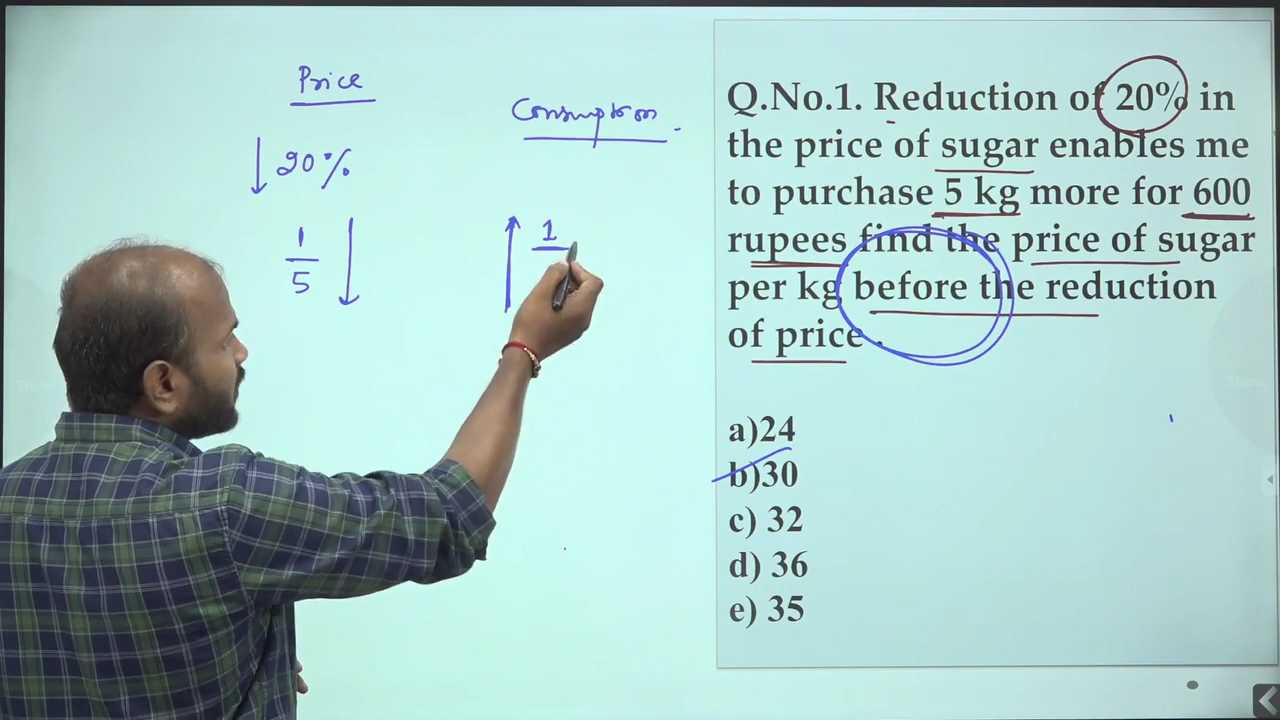 Price
Consumption.
20%
1
5
1
Q.No.1. Reduction of 20% in
the price of sugar enables me
to purchase 5 kg more for 600
rupees find the price of sugar
per kg before the reduction
of price .
a)24
b)30
c) 32
d) 36
e) 35